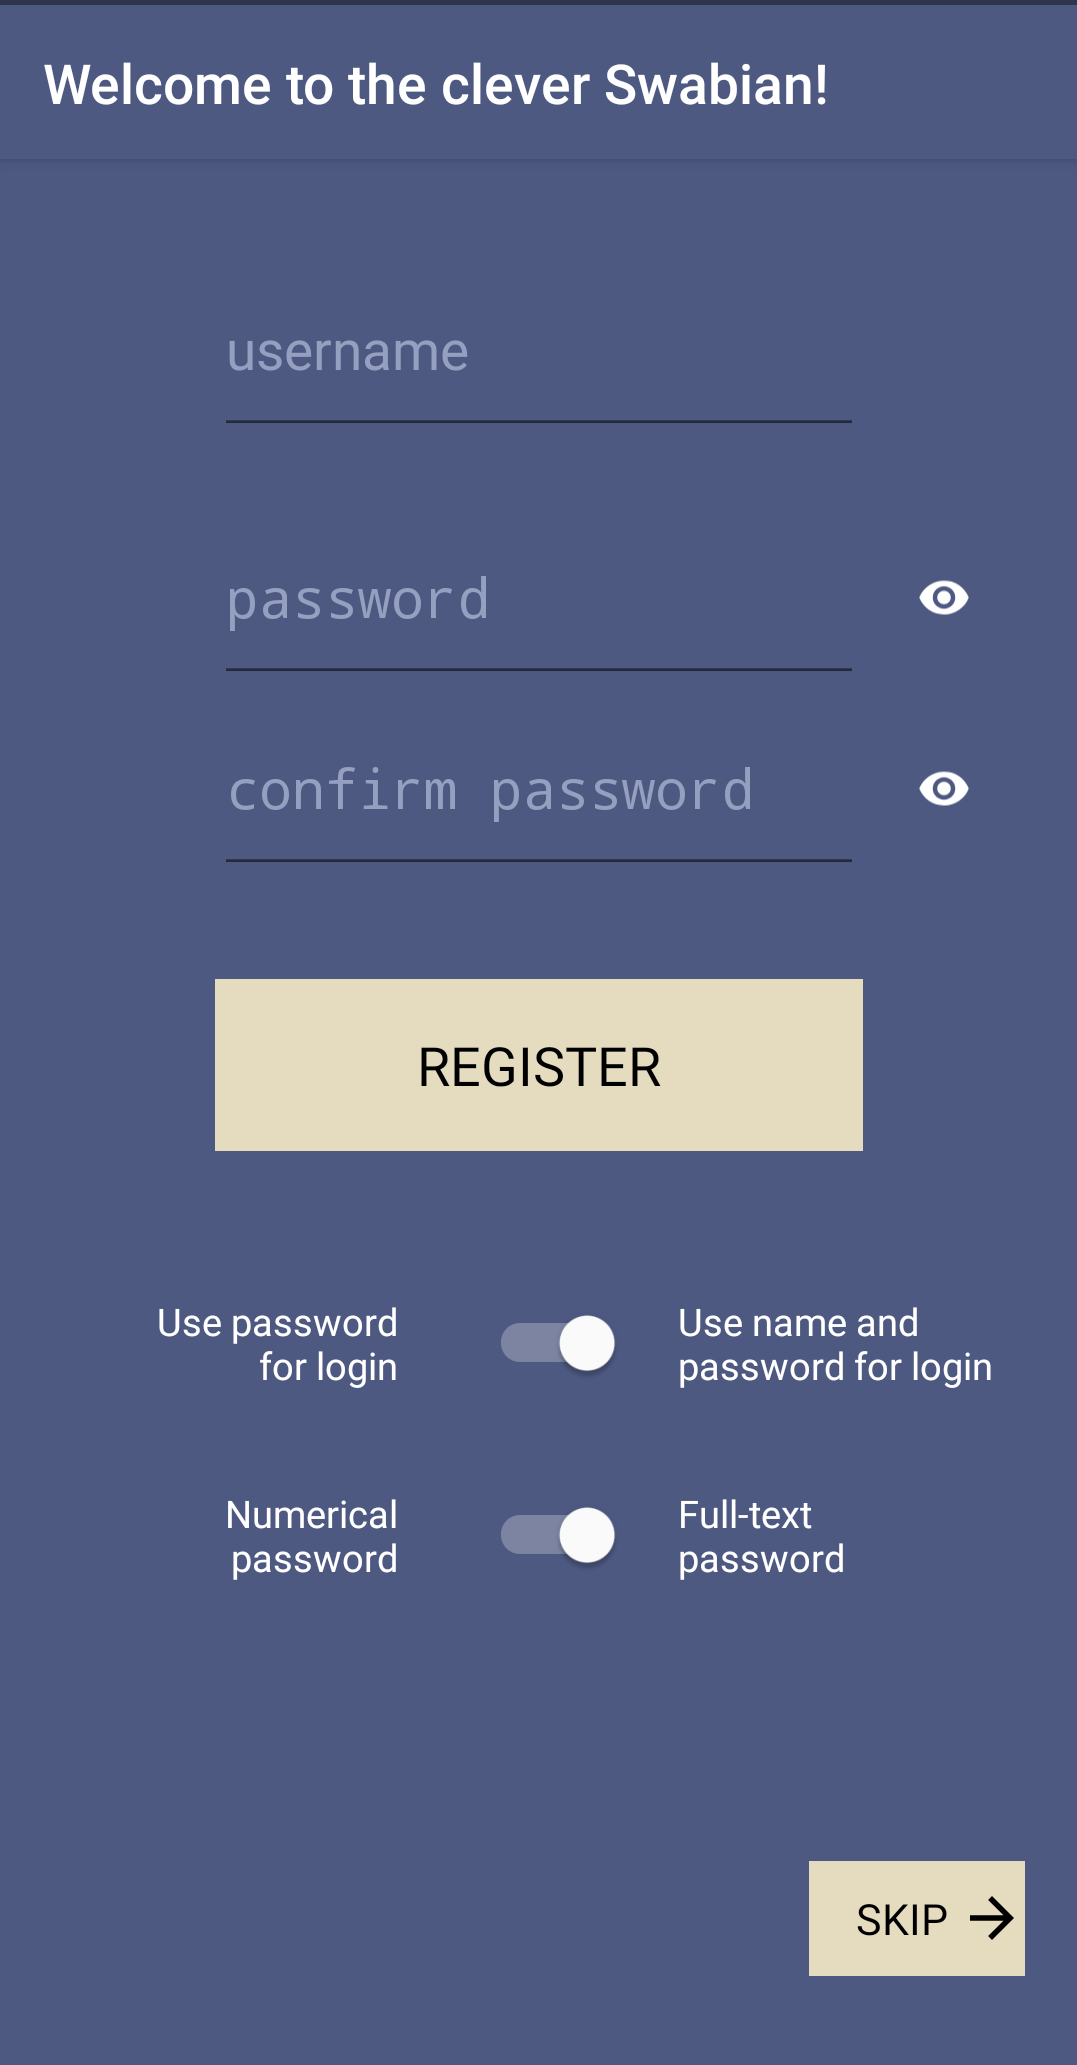 Welcome to the clever Swabian!
username
password
confirm password
REGISTER
Use password
for login
Use name and
password for login
Numerical
password
Full-text
password
SKIP